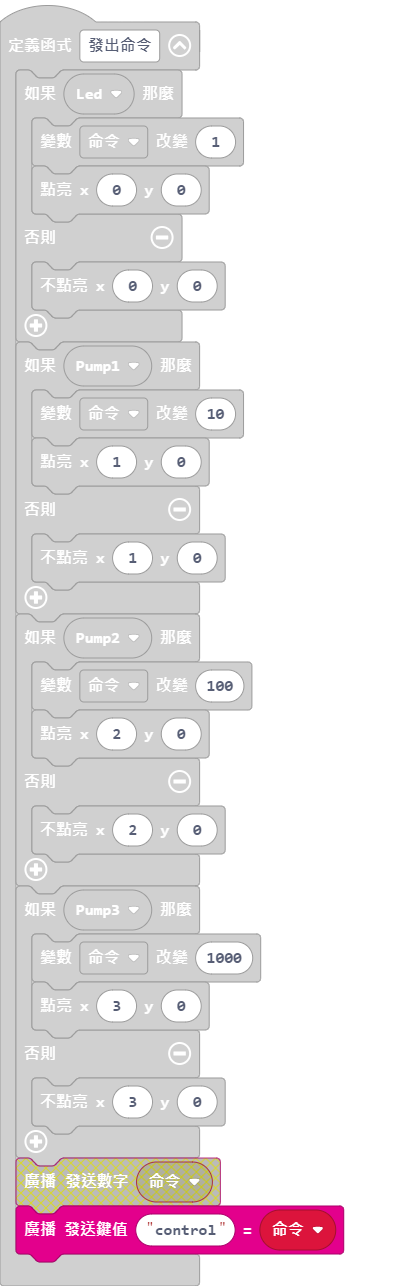 定義函式 發出命令
如果 Led 那麼
變數 命令 改變 1
點亮 x 0 y 0
否則
不點亮 x 0 y 0
如果 Pump1 那麼
變數 命令 改變 10
點亮 x 1 y 0
否則
不點亮 x 1 y 0
如果 Pump2 那麼
變數 命令 改變 100
點亮 x 2 y 0
否則
不點亮 x 2 y 0
如果 Pump3 那麼
變數 命令 改變 1000
點亮 x 3 y 0
否則
不點亮 x 3 y 0
廣播 發送數字 命令
廣播 發送鍵值 "control" = 命令